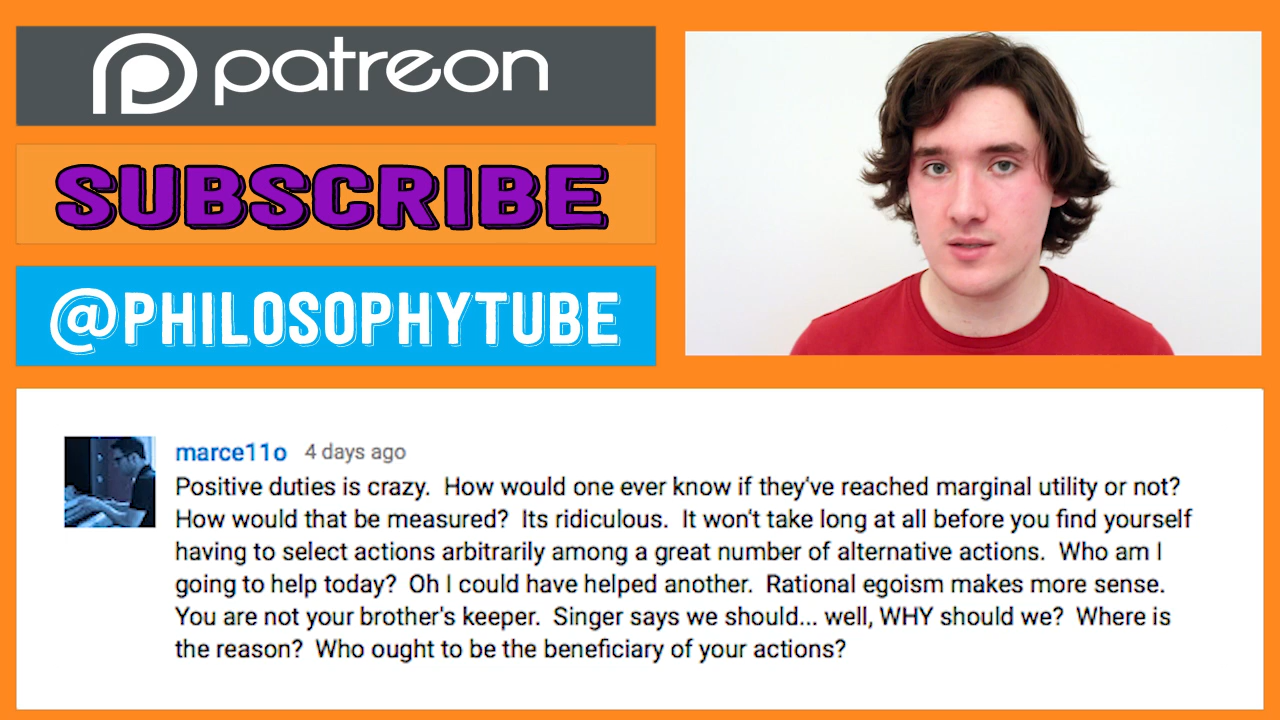 patreon
SUBSCRIBE
@PHILOSOPHYTUBE
marce11o 4 days ago
Positive duties is crazy. How would one ever know if they've reached marginal utility or not?
How would that be measured? Its ridiculous. It won't take long at all before you find yourself
having to select actions arbitrarily among a great number of alternative actions. Who am I
going to help today? Oh I could have helped another. Rational egoism makes more sense.
You are not your brother's keeper. Singer says we should... well, WHY should we? Where is
the reason? Who ought to be the beneficiary of your actions?